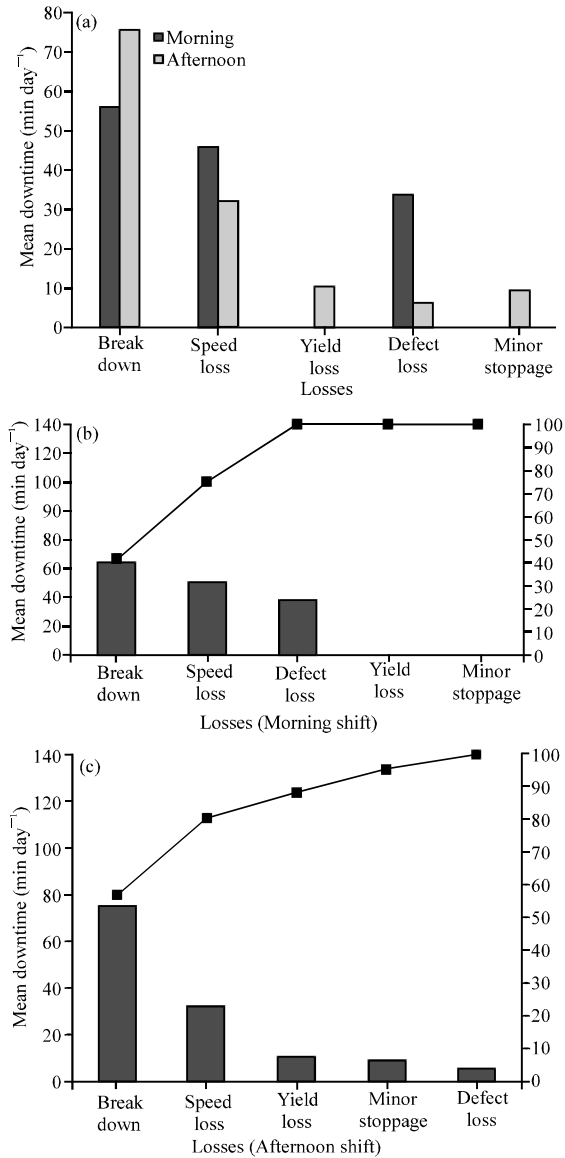 (a)
Morning
Afternoon
Mean downtime (min day⁻¹)
80
70
60
50
40
30
20
10
0
Break down
Speed loss
Yield loss
Defect loss
Minor stoppage
Losses
(b)
Mean downtime (min day⁻¹)
140
120
100
80
60
40
20
0
100
90
80
70
60
50
40
30
20
10
0
Break down
Speed loss
Defect loss
Yield loss
Minor stoppage
Losses (Morning shift)
(c)
Mean downtime (min day⁻¹)
140
120
100
80
60
40
20
0
100
90
80
70
60
50
40
30
20
10
0
Break down
Speed loss
Yield loss
Minor stoppage
Defect loss
Losses (Afternoon shift)